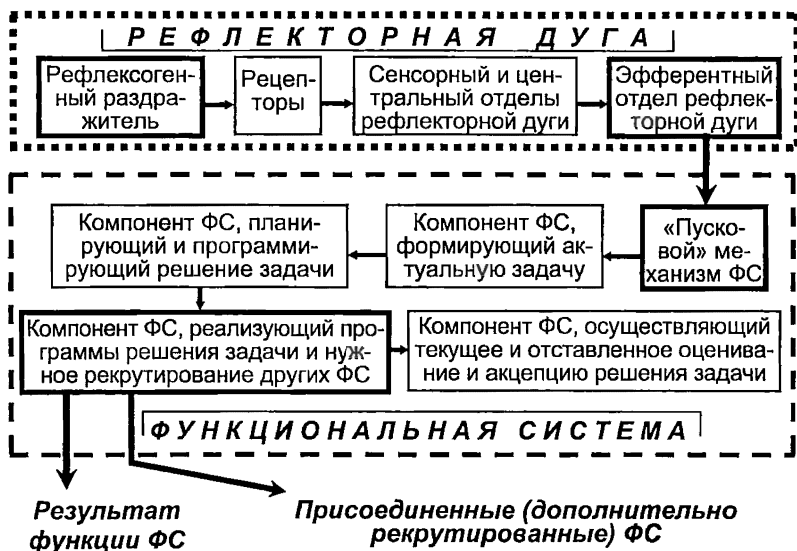 РЕФЛЕКТОРНАЯ ДУГА
Рефлексоген-
ный раздра-
житель
Рецеп-
торы
Сенсорный и цен-
тральный отделы
рефлекторной дуги
Эфферентный
отдел рефлек-
торной дуги
«Пуско-
вой» ме-
ханизм ФС
Компонент ФС,
формирующий ак-
туальную задачу
Компонент ФС, плани-
рующий и программи-
рующий решение задачи
Компонент ФС, реализующий про-
граммы решения задачи и нуж-
ное рекрутирование других ФС
Компонент ФС, осуществляющий
текущее и отставленное оценива-
ние и акцепцию решения задачи
ФУНКЦИОНАЛЬНАЯ СИСТЕМА
Результат
функции ФС
Присоединенные (дополнительно
рекрутированные) ФС